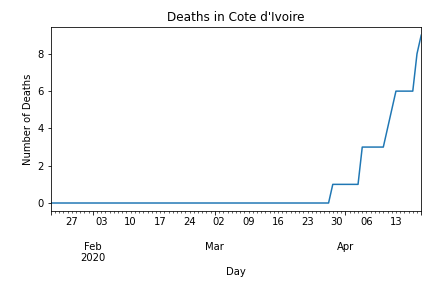 Deaths in Cote d'Ivoire
Number of Deaths
8
6
4
2
0
27 03 10 17 24 02 09 16 23 30 06 13
Feb Mar Apr
2020
Day